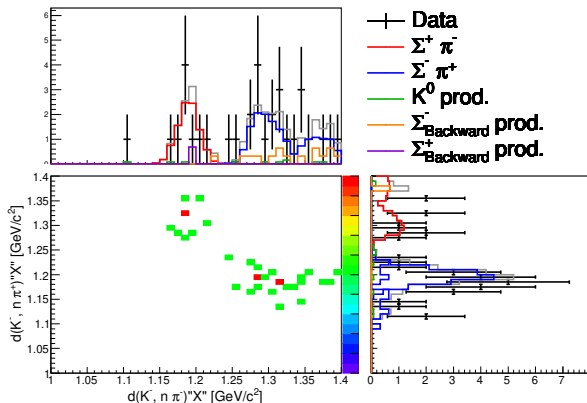 6
5
4
3
2
1
0
Data
Σ⁺ π⁻
Σ⁻ π⁺
K⁰ prod.
Σ⁻Backward prod.
Σ⁺Backward prod.
1.4
1.35
1.3
1.25
1.2
1.15
1.1
1.05
1
d(K⁻, n π⁺)"X" [GeV/c²]
1 1.05 1.1 1.15 1.2 1.25 1.3 1.35 1.4
d(K⁻, n π⁻)"X" [GeV/c²]
0 1 2 3 4 5 6 7